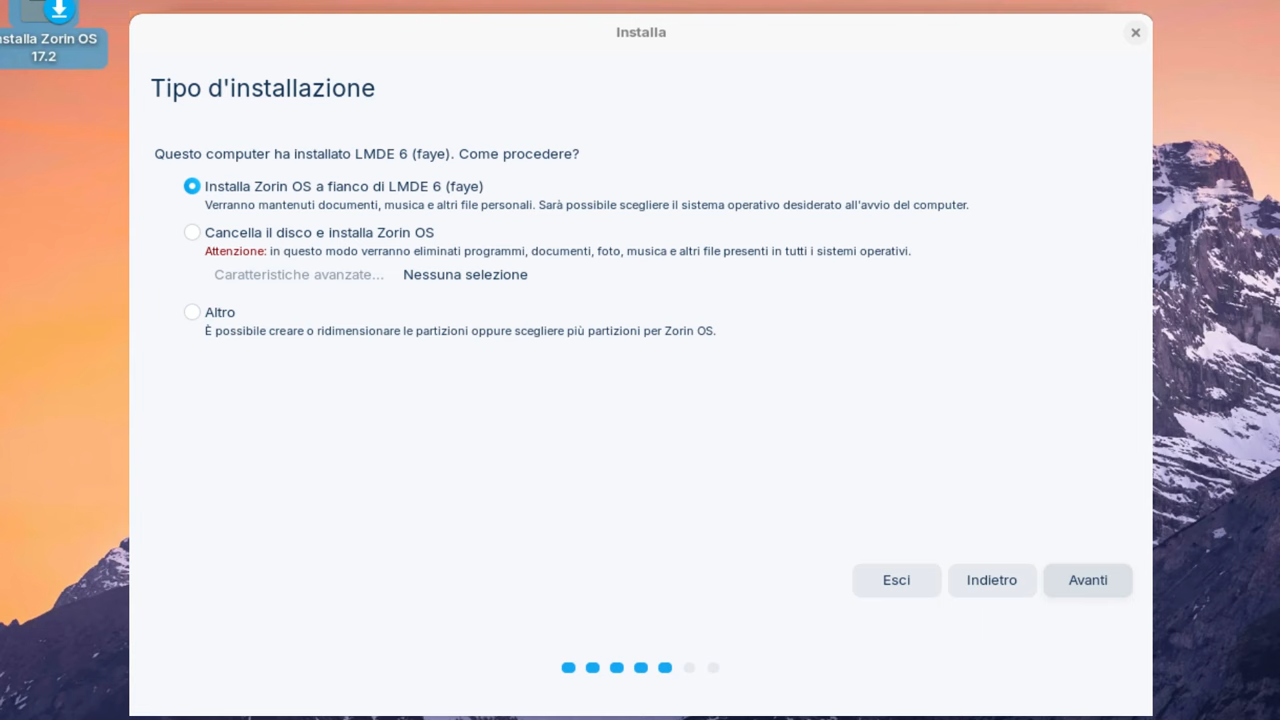 Installa
nstalla Zorin OS
17.2
Tipo d'installazione
Questo computer ha installato LMDE 6 (faye). Come procedere?
Installa Zorin OS a fianco di LMDE 6 (faye)
Verranno mantenuti documenti, musica e altri file personali. Sarà possibile scegliere il sistema operativo desiderato all'avvio del computer.
Cancella il disco e installa Zorin OS
Attenzione: in questo modo verranno eliminati programmi, documenti, foto, musica e altri file presenti in tutti i sistemi operativi.
Caratteristiche avanzate... Nessuna selezione
Altro
È possibile creare o ridimensionare le partizioni oppure scegliere più partizioni per Zorin OS.
Esci Indietro Avanti